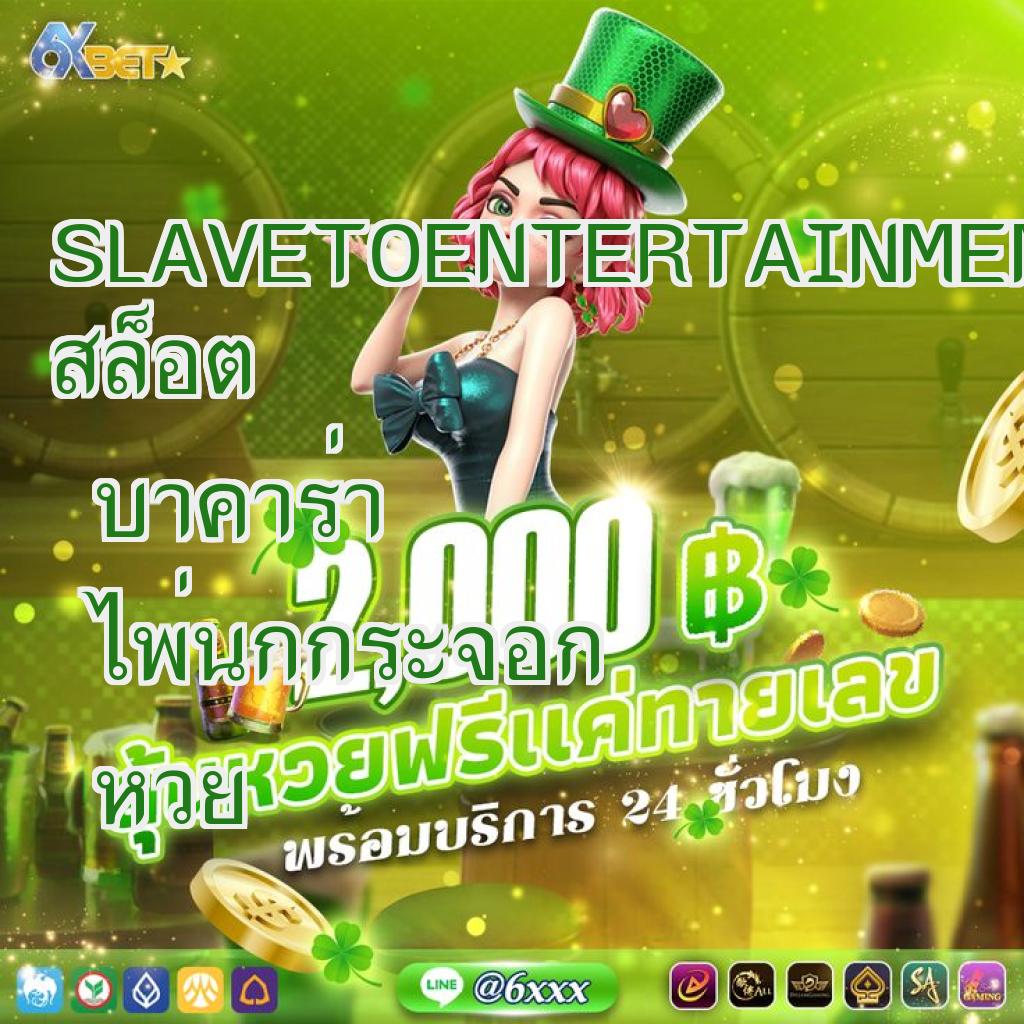 6XBET
SLAVETOENTERTAINMEN
สล็อต
บาคาร่า
2,000 ฿
ไพ่นกกระจอก
หวยฟรีแค่ทายเลข
หวย
พร้อมบริการ 24 ชั่วโมง
LINE @6xxx
ALL
SA
GAMING